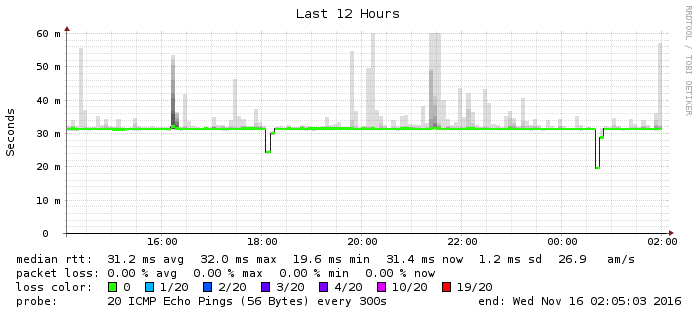 Last 12 Hours
RRDTOOL / TOBI OETIKER
Seconds
60 m
50 m
40 m
30 m
20 m
10 m
0
16:00 18:00 20:00 22:00 00:00 02:00
median rtt: 31.2 ms avg 32.0 ms max 19.6 ms min 31.4 ms now 1.2 ms sd 26.9 am/s
packet loss: 0.00 % avg 0.00 % max 0.00 % min 0.00 % now
loss color: 0 1/20 2/20 3/20 4/20 10/20 19/20
probe: 20 ICMP Echo Pings (56 Bytes) every 300s end: Wed Nov 16 02:05:03 2016